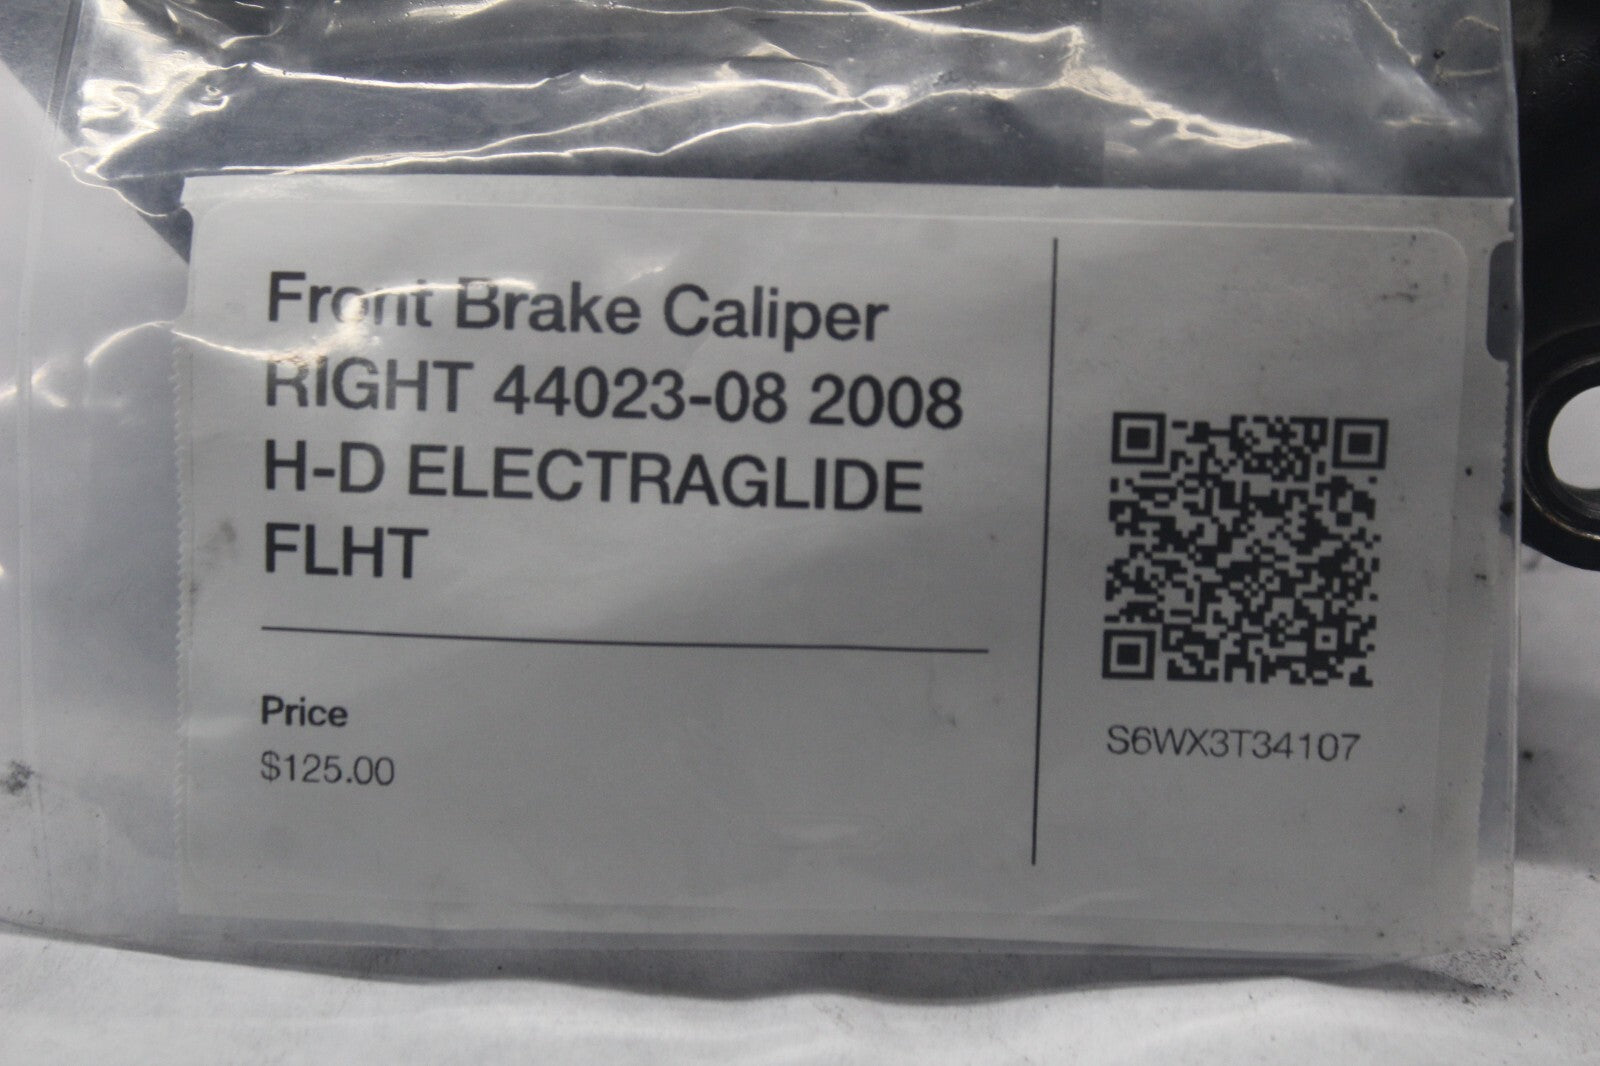 Front Brake Caliper
RIGHT 44023-08 2008
H-D ELECTRAGLIDE
FLHT
Price
$125.00
S6WX3T34107